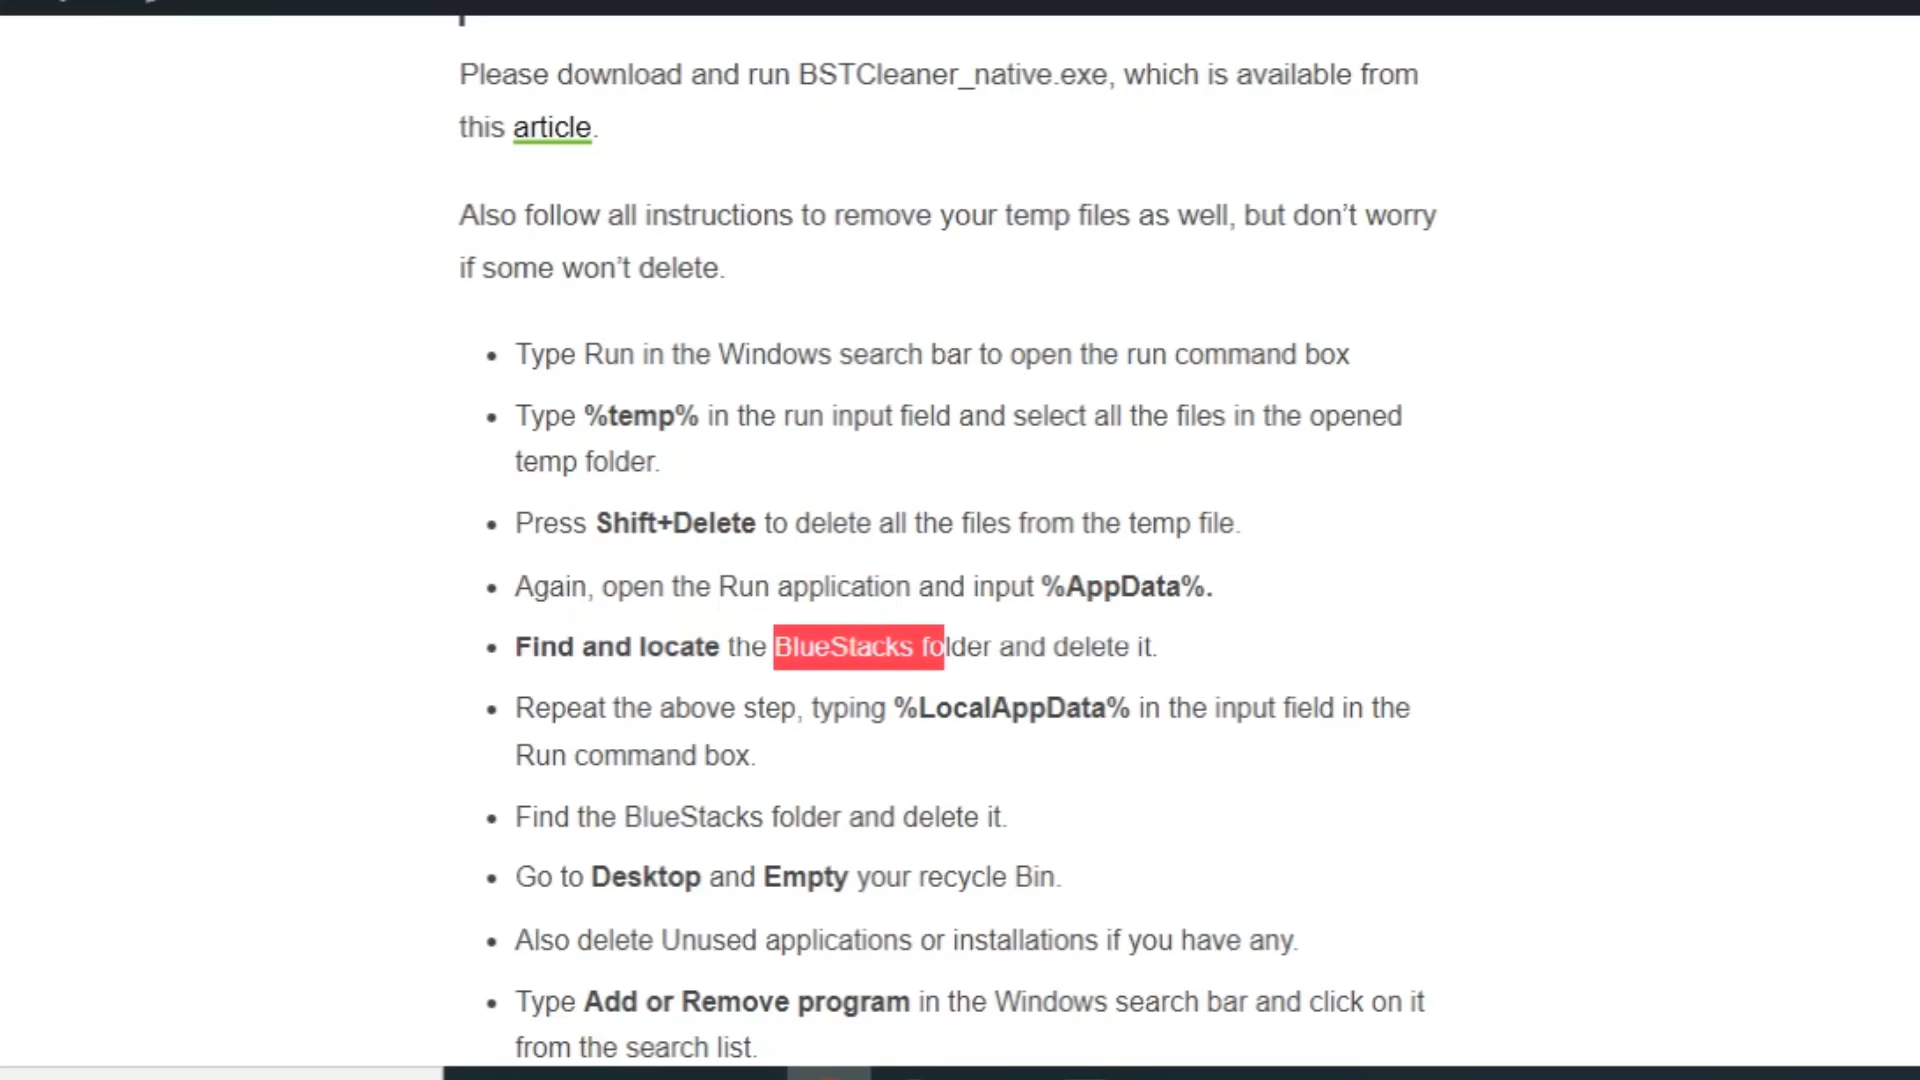 Please download and run BSTCleaner_native.exe, which is available from
this article.
Also follow all instructions to remove your temp files as well, but don’t worry
if some won’t delete.
• Type Run in the Windows search bar to open the run command box
• Type %temp% in the run input field and select all the files in the opened
temp folder.
• Press Shift+Delete to delete all the files from the temp file.
• Again, open the Run application and input %AppData%.
• Find and locate the BlueStacks folder and delete it.
• Repeat the above step, typing %LocalAppData% in the input field in the
Run command box.
• Find the BlueStacks folder and delete it.
• Go to Desktop and Empty your recycle Bin.
• Also delete Unused applications or installations if you have any.
• Type Add or Remove program in the Windows search bar and click on it
from the search list.